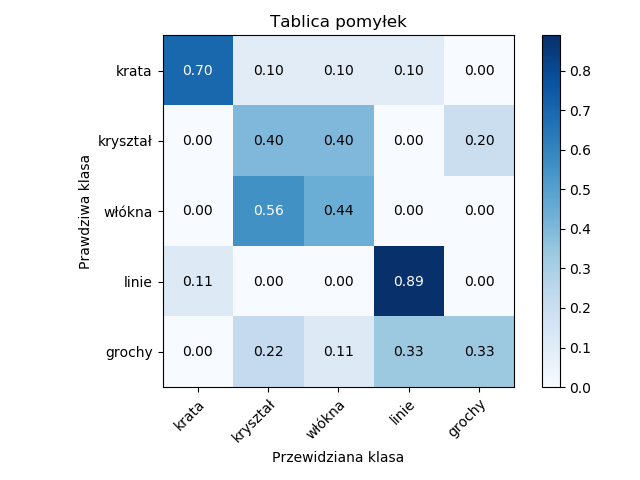 Tablica pomyłek
Prawdziwa klasa
krata 0.70 0.10 0.10 0.10 0.00
kryształ 0.00 0.40 0.40 0.00 0.20
włókna 0.00 0.56 0.44 0.00 0.00
linie 0.11 0.00 0.00 0.89 0.00
grochy 0.00 0.22 0.11 0.33 0.33
krata kryształ włókna linie grochy
Przewidziana klasa
0.8
0.7
0.6
0.5
0.4
0.3
0.2
0.1
0.0